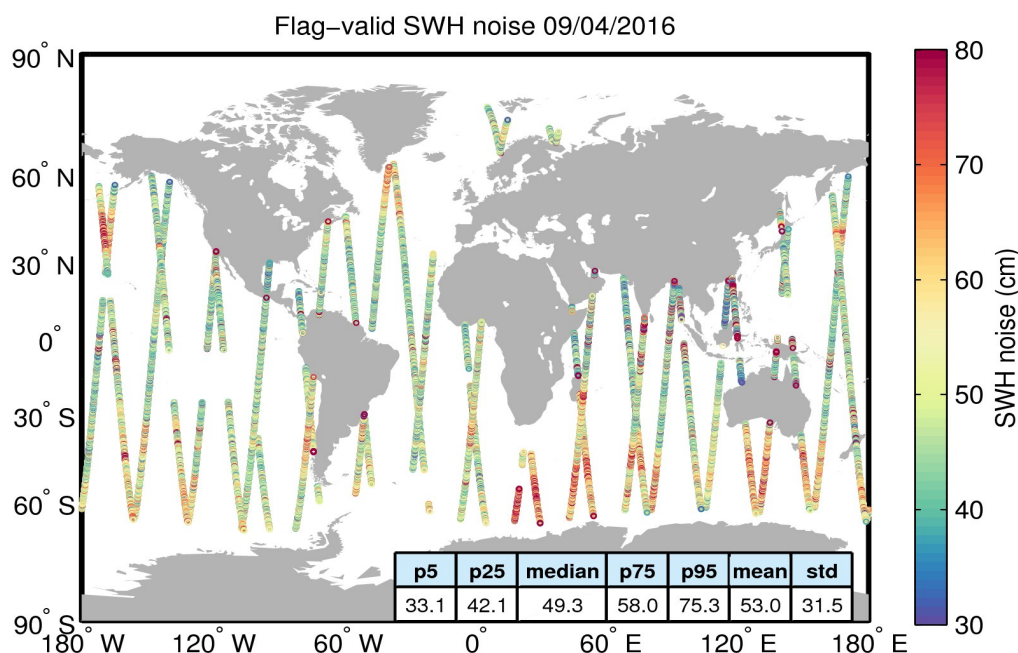 Flag−valid SWH noise 09/04/2016
90° N
60° N
30° N
0°
30° S
60° S
90° S
180° W
120° W
60° W
0°
60° E
120° E
180° E
p5 p25 median p75 p95 mean std
33.1 42.1 49.3 58.0 75.3 53.0 31.5
80
70
60
50
40
30
SWH noise (cm)